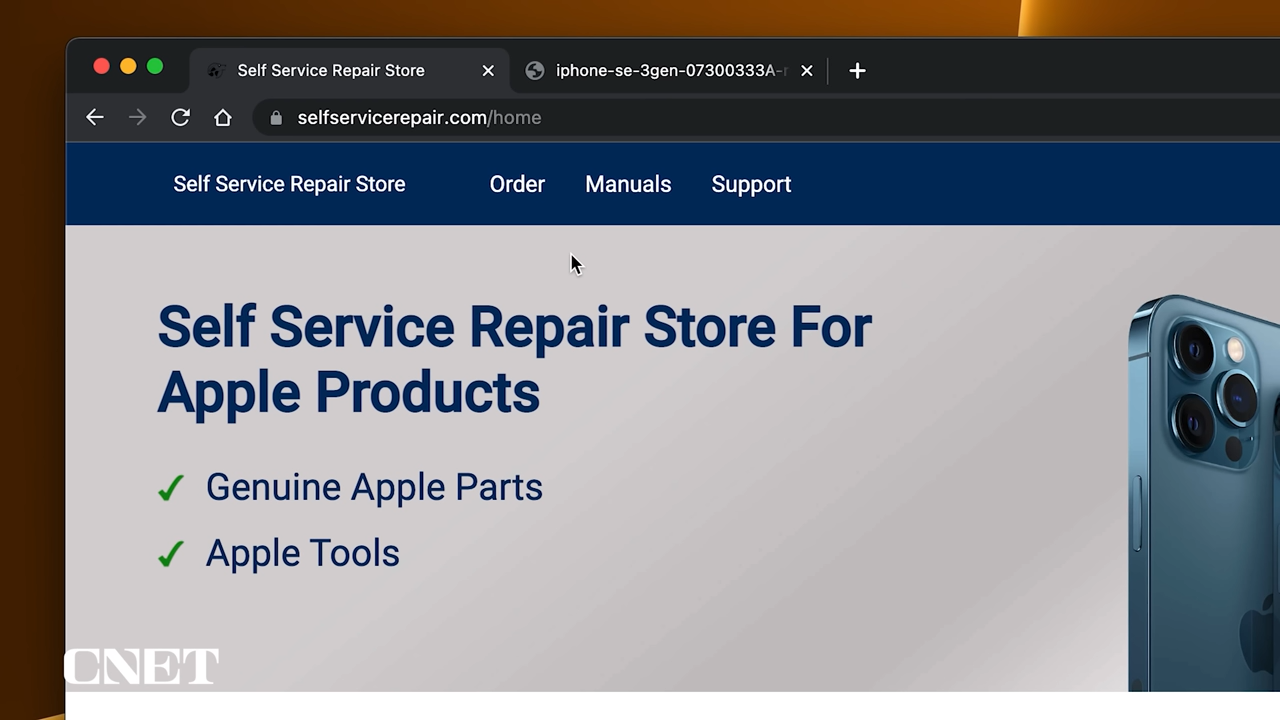 Self Service Repair Store
iphone-se-3gen-07300333A-
selfservicerepair.com/home
Self Service Repair Store
Order
Manuals
Support
Self Service Repair Store For
Apple Products
✓ Genuine Apple Parts
✓ Apple Tools
CNET